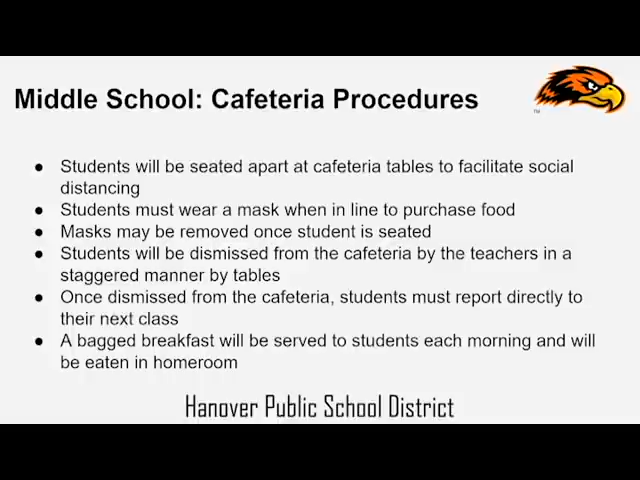 Middle School: Cafeteria Procedures
TM
● Students will be seated apart at cafeteria tables to facilitate social
distancing
● Students must wear a mask when in line to purchase food
● Masks may be removed once student is seated
● Students will be dismissed from the cafeteria by the teachers in a
staggered manner by tables
● Once dismissed from the cafeteria, students must report directly to
their next class
● A bagged breakfast will be served to students each morning and will
be eaten in homeroom
Hanover Public School District